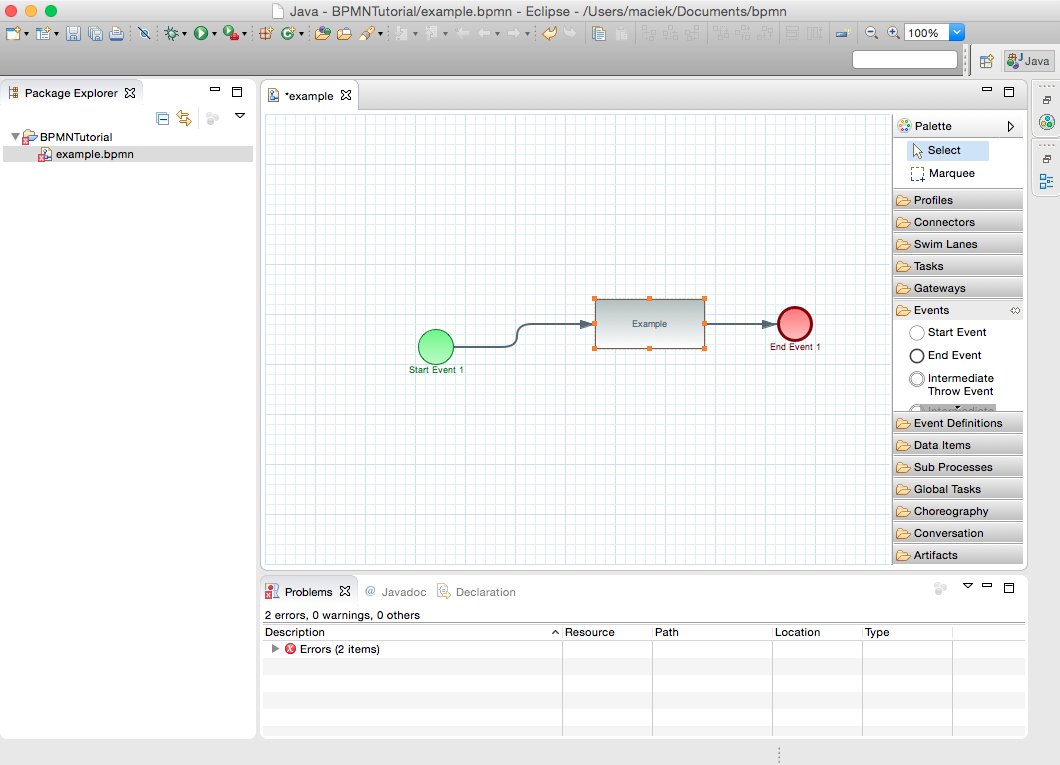 Java - BPMNTutorial/example.bpmn - Eclipse - /Users/maciek/Documents/bpmn
100%
Java
Package Explorer
BPMNTutorial
example.bpmn
*example
Start Event 1
Example
End Event 1
Palette
Select
Marquee
Profiles
Connectors
Swim Lanes
Tasks
Gateways
Events
Start Event
End Event
Intermediate
Throw Event
Intermediate
Event Definitions
Data Items
Sub Processes
Global Tasks
Choreography
Conversation
Artifacts
Problems @ Javadoc Declaration
2 errors, 0 warnings, 0 others
Description Resource Path Location Type
Errors (2 items)